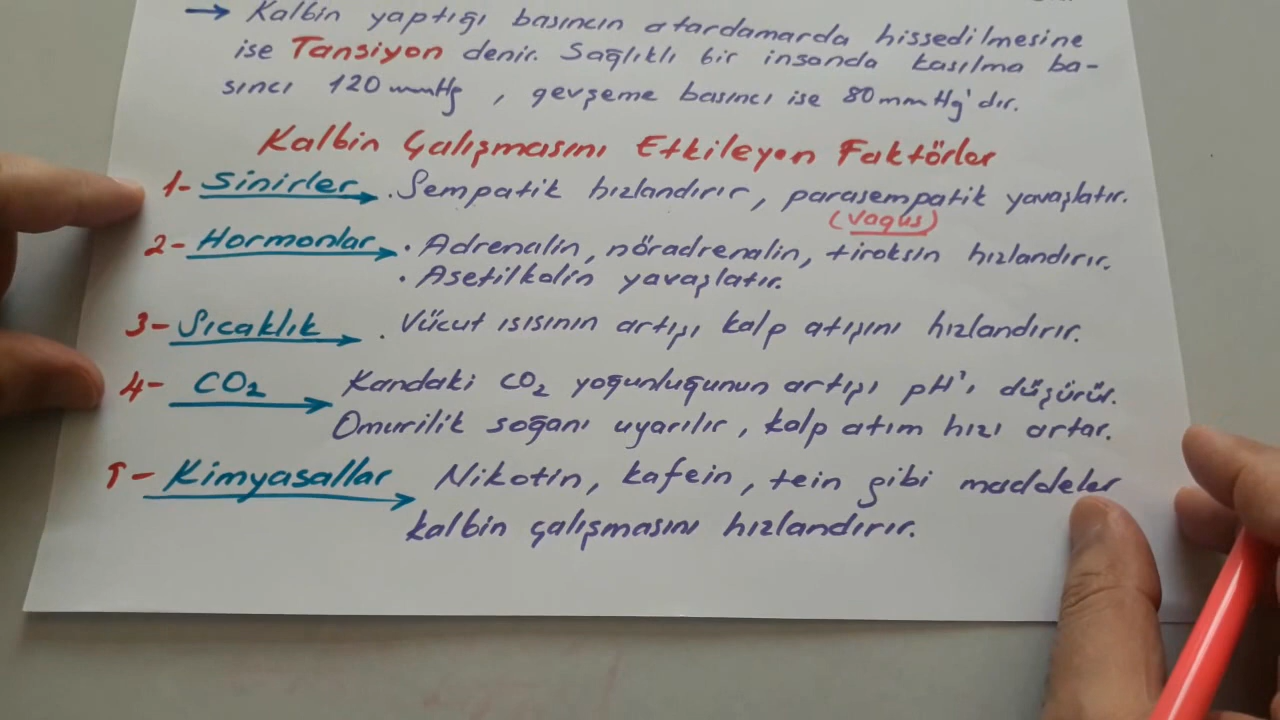 → Kalbin yaptığı basıncın atardamarda hissedilmesine
ise Tansiyon denir. Sağlıklı bir insanda kasılma ba-
sıncı 120 mmHg, gevşeme basıncı ise 80 mmHg'dır.
Kalbin Çalışmasını Etkileyen Faktörler
1- Sinirler → . Sempatik hızlandırır, parasempatik yavaşlatır.
(Vagus)
2- Hormonlar → • Adrenalin, nöradrenalin, tiroksin hızlandırır.
• Asetilkolin yavaşlatır.
3- Sıcaklık → . Vücut ısısının artışı kalp atışını hızlandırır.
4- CO₂ → Kandaki CO₂ yoğunluğunun artışı pH'ı düşürür.
Omurilik soğanı uyarılır, kalp atım hızı artar.
5- Kimyasallar → Nikotin, kafein, tein gibi maddeler
kalbin çalışmasını hızlandırır.